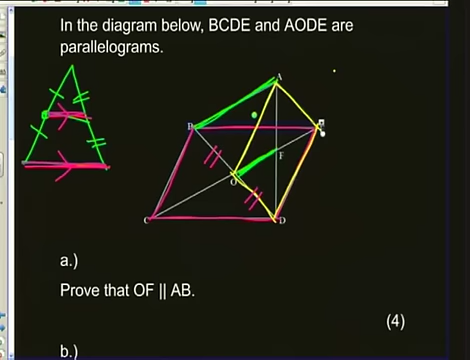 In the diagram below, BCDE and AODE are
parallelograms.
A
B
F
O
C
D
a.)
Prove that OF || AB.
(4)
b.)